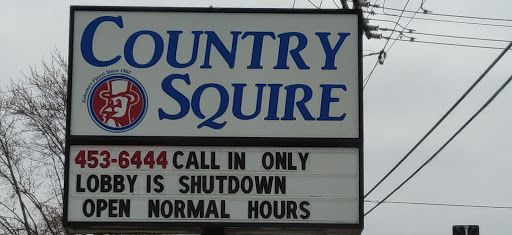 COUNTRY
SQUIRE
453-6444 CALL IN ONLY
LOBBY IS SHUTDOWN
OPEN NORMAL HOURS